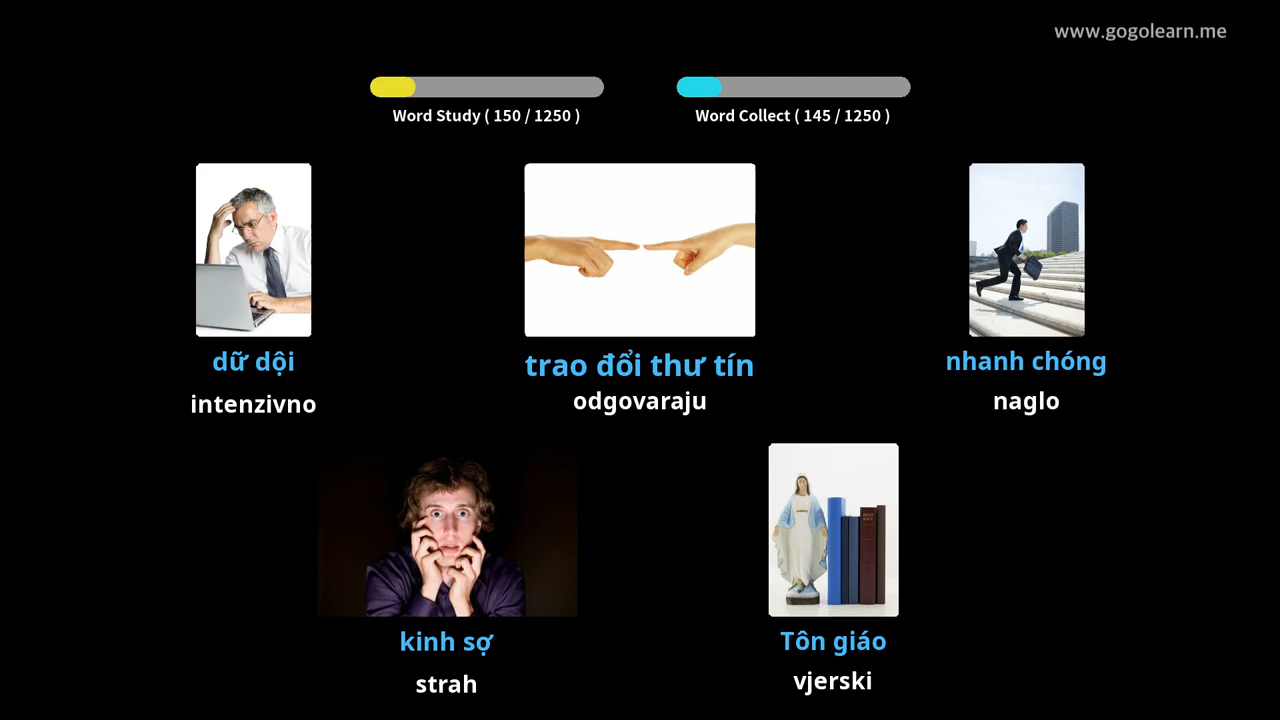 www.gogolearn.me
Word Study ( 150 / 1250 )
Word Collect ( 145 / 1250 )
dữ dội
intenzivno
trao đổi thư tín
odgovaraju
nhanh chóng
naglo
kinh sợ
strah
Tôn giáo
vjerski